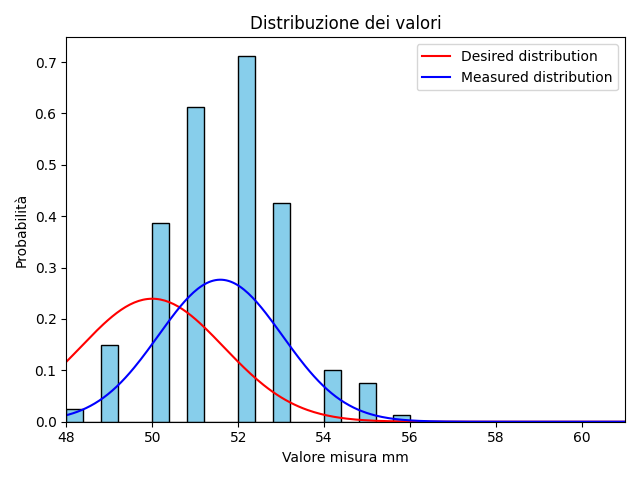 Distribuzione dei valori
Desired distribution
Measured distribution
Probabilità
0.7
0.6
0.5
0.4
0.3
0.2
0.1
0.0
48 50 52 54 56 58 60
Valore misura mm